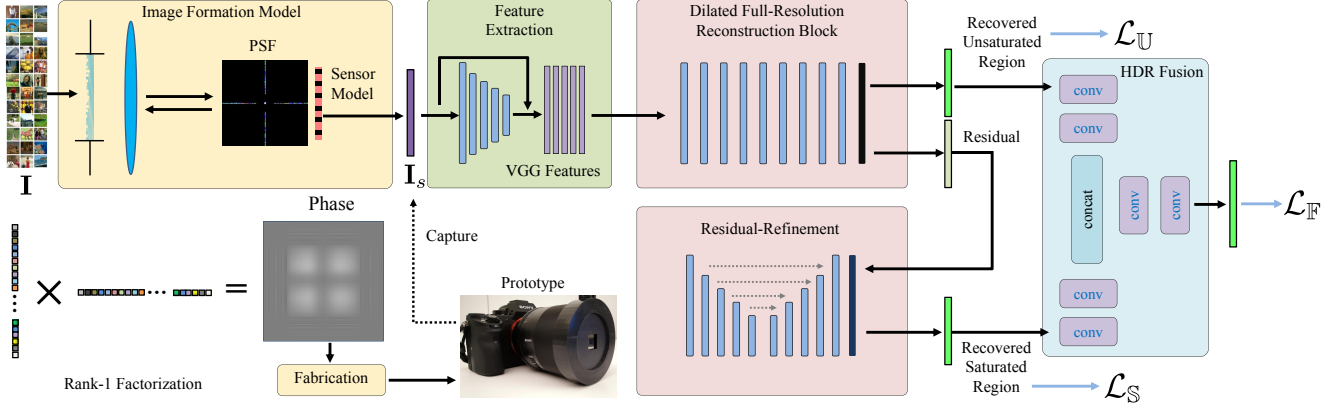 Image Formation Model
PSF
Sensor
Model
I
I_s
Feature
Extraction
VGG Features
Dilated Full-Resolution
Reconstruction Block
Recovered
Unsaturated
Region
ℒ_𝕌
Residual
HDR Fusion
conv
conv
concat
conv
conv
conv
conv
ℒ_𝔽
Phase
Capture
Prototype
SONY
Residual-Refinement
Recovered
Saturated
Region
ℒ_𝕊
× ... =
Fabrication
Rank-1 Factorization